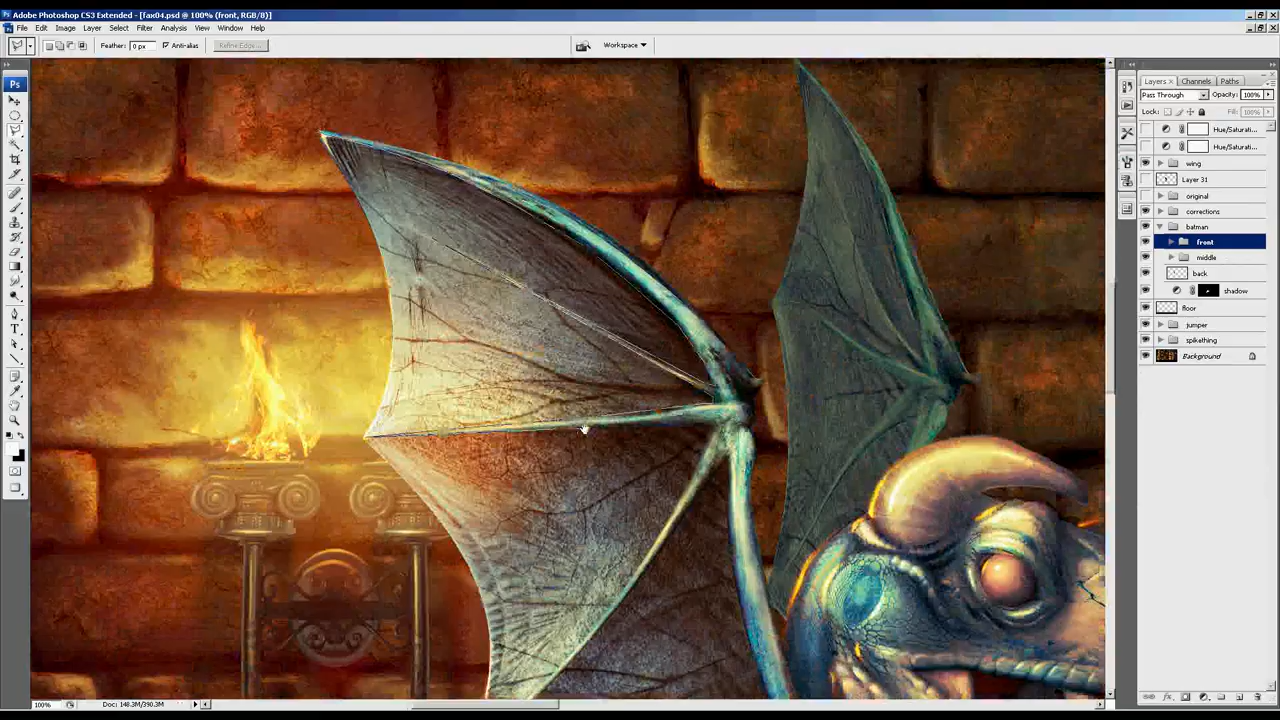 Adobe Photoshop CS3 Extended - [fax04.psd @ 100% (front, RGB/8)]
File Edit Image Layer Select Filter Analysis View Window Help
Feather: 0 px Anti-alias Refine Edge... Workspace
Ps
Layers × Channels Paths
Pass Through Opacity: 100%
Lock: Fill: 100%
Hue/Saturati...
Hue/Saturati...
wing
Layer 31
original
corrections
batman
front
middle
back
shadow
floor
jumper
spikething
Background
T
100% Doc: 148.3M/390.3M